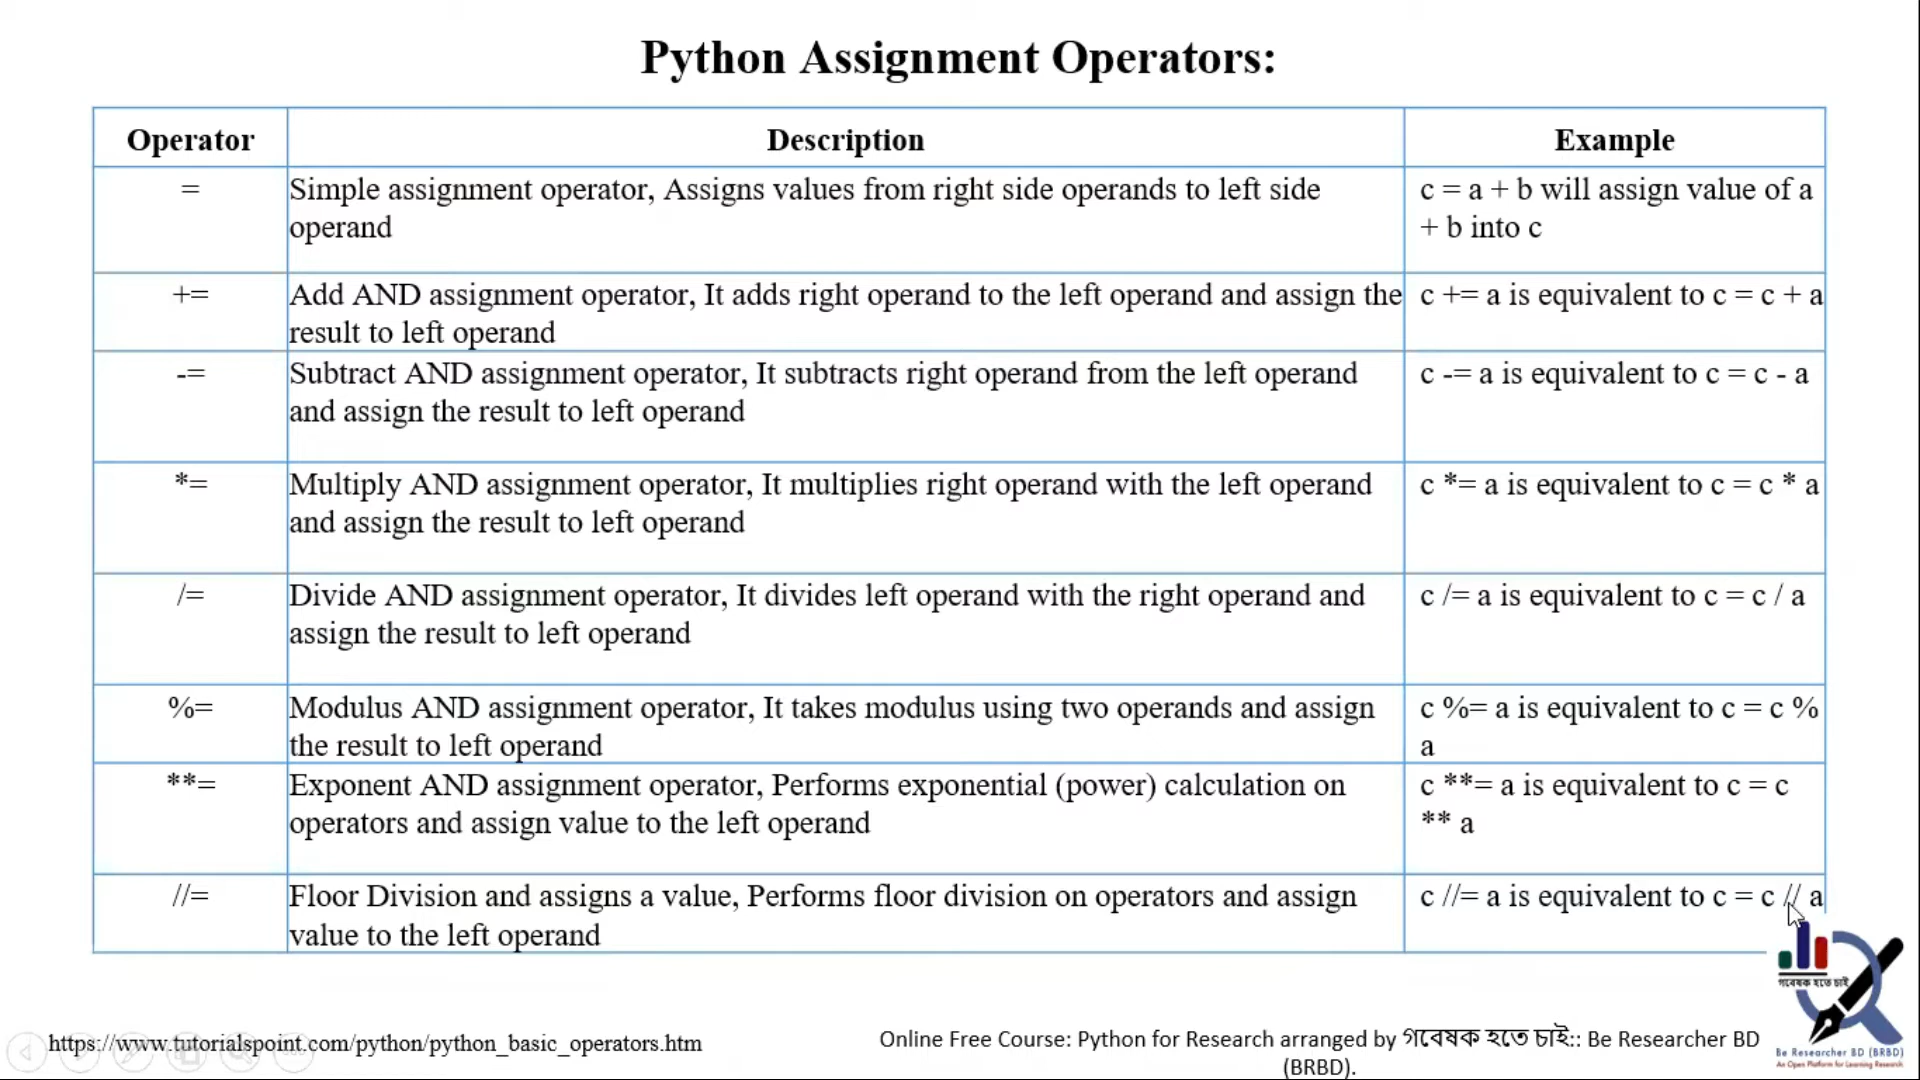 Python Assignment Operators:
Operator Description Example
= Simple assignment operator, Assigns values from right side operands to left side c = a + b will assign value of a
operand + b into c
+= Add AND assignment operator, It adds right operand to the left operand and assign the c += a is equivalent to c = c + a
result to left operand
-= Subtract AND assignment operator, It subtracts right operand from the left operand c -= a is equivalent to c = c - a
and assign the result to left operand
*= Multiply AND assignment operator, It multiplies right operand with the left operand c *= a is equivalent to c = c * a
and assign the result to left operand
/= Divide AND assignment operator, It divides left operand with the right operand and c /= a is equivalent to c = c / a
assign the result to left operand
%= Modulus AND assignment operator, It takes modulus using two operands and assign c %= a is equivalent to c = c %
the result to left operand a
**= Exponent AND assignment operator, Performs exponential (power) calculation on c **= a is equivalent to c = c
operators and assign value to the left operand ** a
//= Floor Division and assigns a value, Performs floor division on operators and assign c //= a is equivalent to c = c // a
value to the left operand
গবেষক হতে চাই
https://www.tutorialspoint.com/python/python_basic_operators.htm
Online Free Course: Python for Research arranged by গবেষক হতে চাই:: Be Researcher BD
(BRBD).
Be Researcher BD (BRBD)
An Open Platform for Learning Research